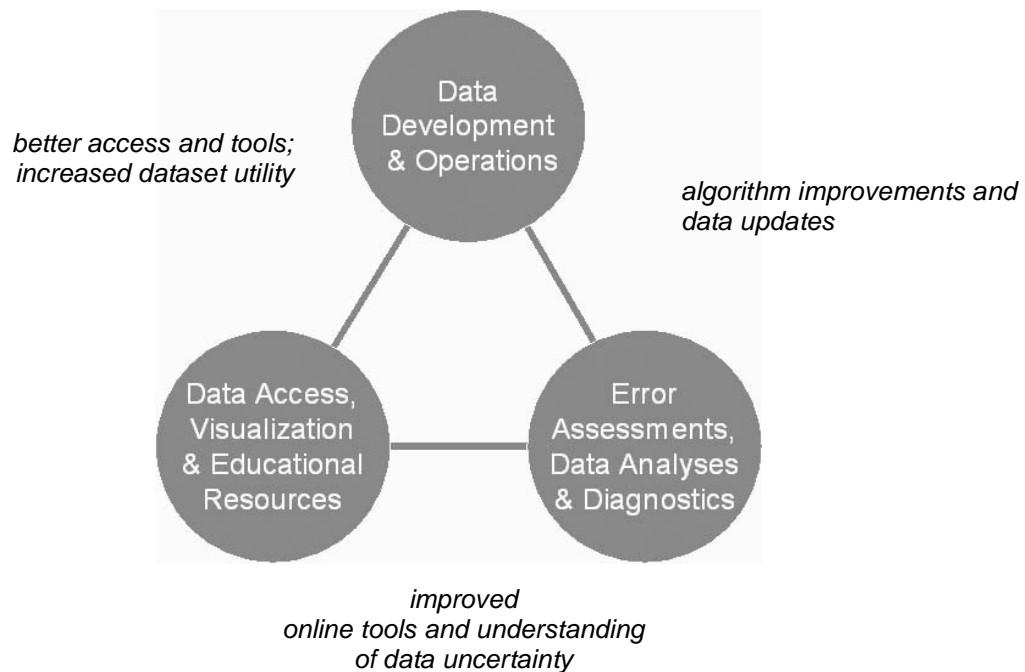 Data
Development
& Operations
better access and tools;
increased dataset utility
algorithm improvements and
data updates
Data Access,
Visualization
& Educational
Resources
Error
Assessments,
Data Analyses
& Diagnostics
improved
online tools and understanding
of data uncertainty